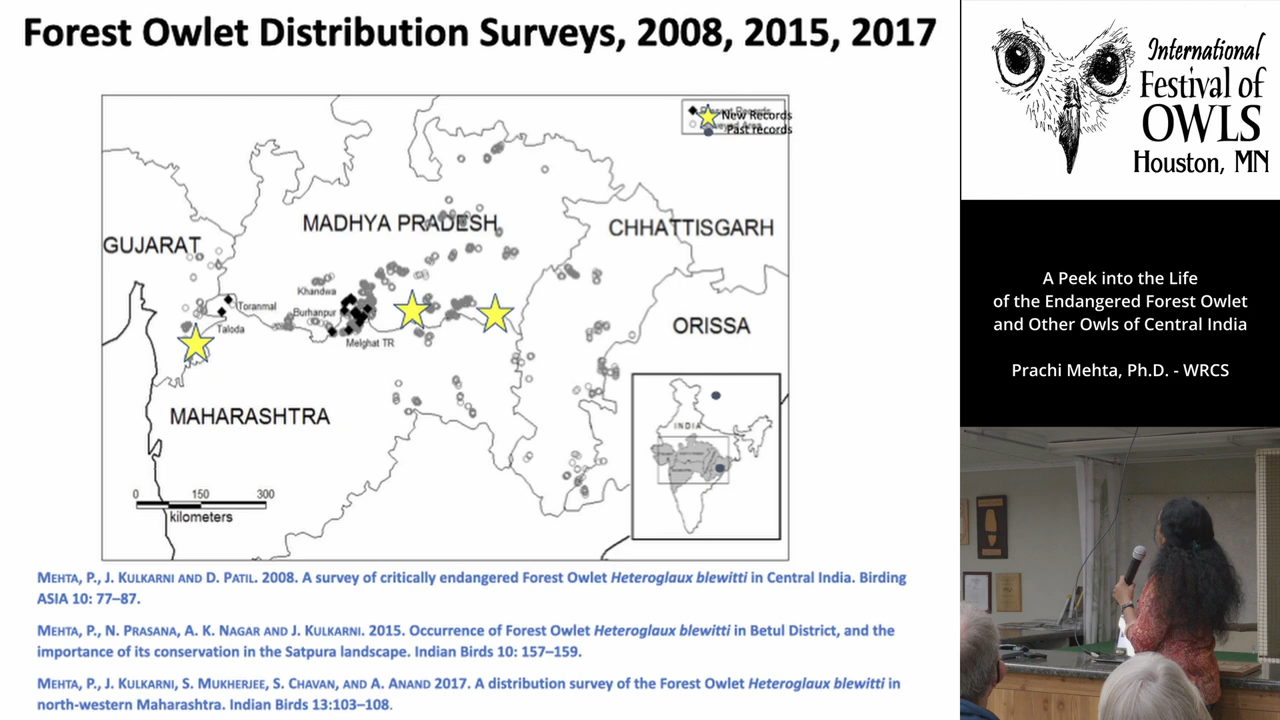 Forest Owlet Distribution Surveys, 2008, 2015, 2017
New Records
Past records
MADHYA PRADESH
CHHATTISGARH
GUJARAT
Khandwa
Toranmal
Burhanpur
ORISSA
Taloda
Melghat TR
MAHARASHTRA
INDIA
0 150 300
kilometers
MEHTA, P., J. KULKARNI AND D. PATIL. 2008. A survey of critically endangered Forest Owlet Heteroglaux blewitti in Central India. Birding
ASIA 10: 77–87.
MEHTA, P., N. PRASANA, A. K. NAGAR AND J. KULKARNI. 2015. Occurrence of Forest Owlet Heteroglaux blewitti in Betul District, and the
importance of its conservation in the Satpura landscape. Indian Birds 10: 157–159.
MEHTA, P., J. KULKARNI, S. MUKHERJEE, S. CHAVAN, AND A. ANAND 2017. A distribution survey of the Forest Owlet Heteroglaux blewitti in
north-western Maharashtra. Indian Birds 13:103–108.
International
Festival of
OWLS
Houston, MN
A Peek into the Life
of the Endangered Forest Owlet
and Other Owls of Central India
Prachi Mehta, Ph.D. - WRCS